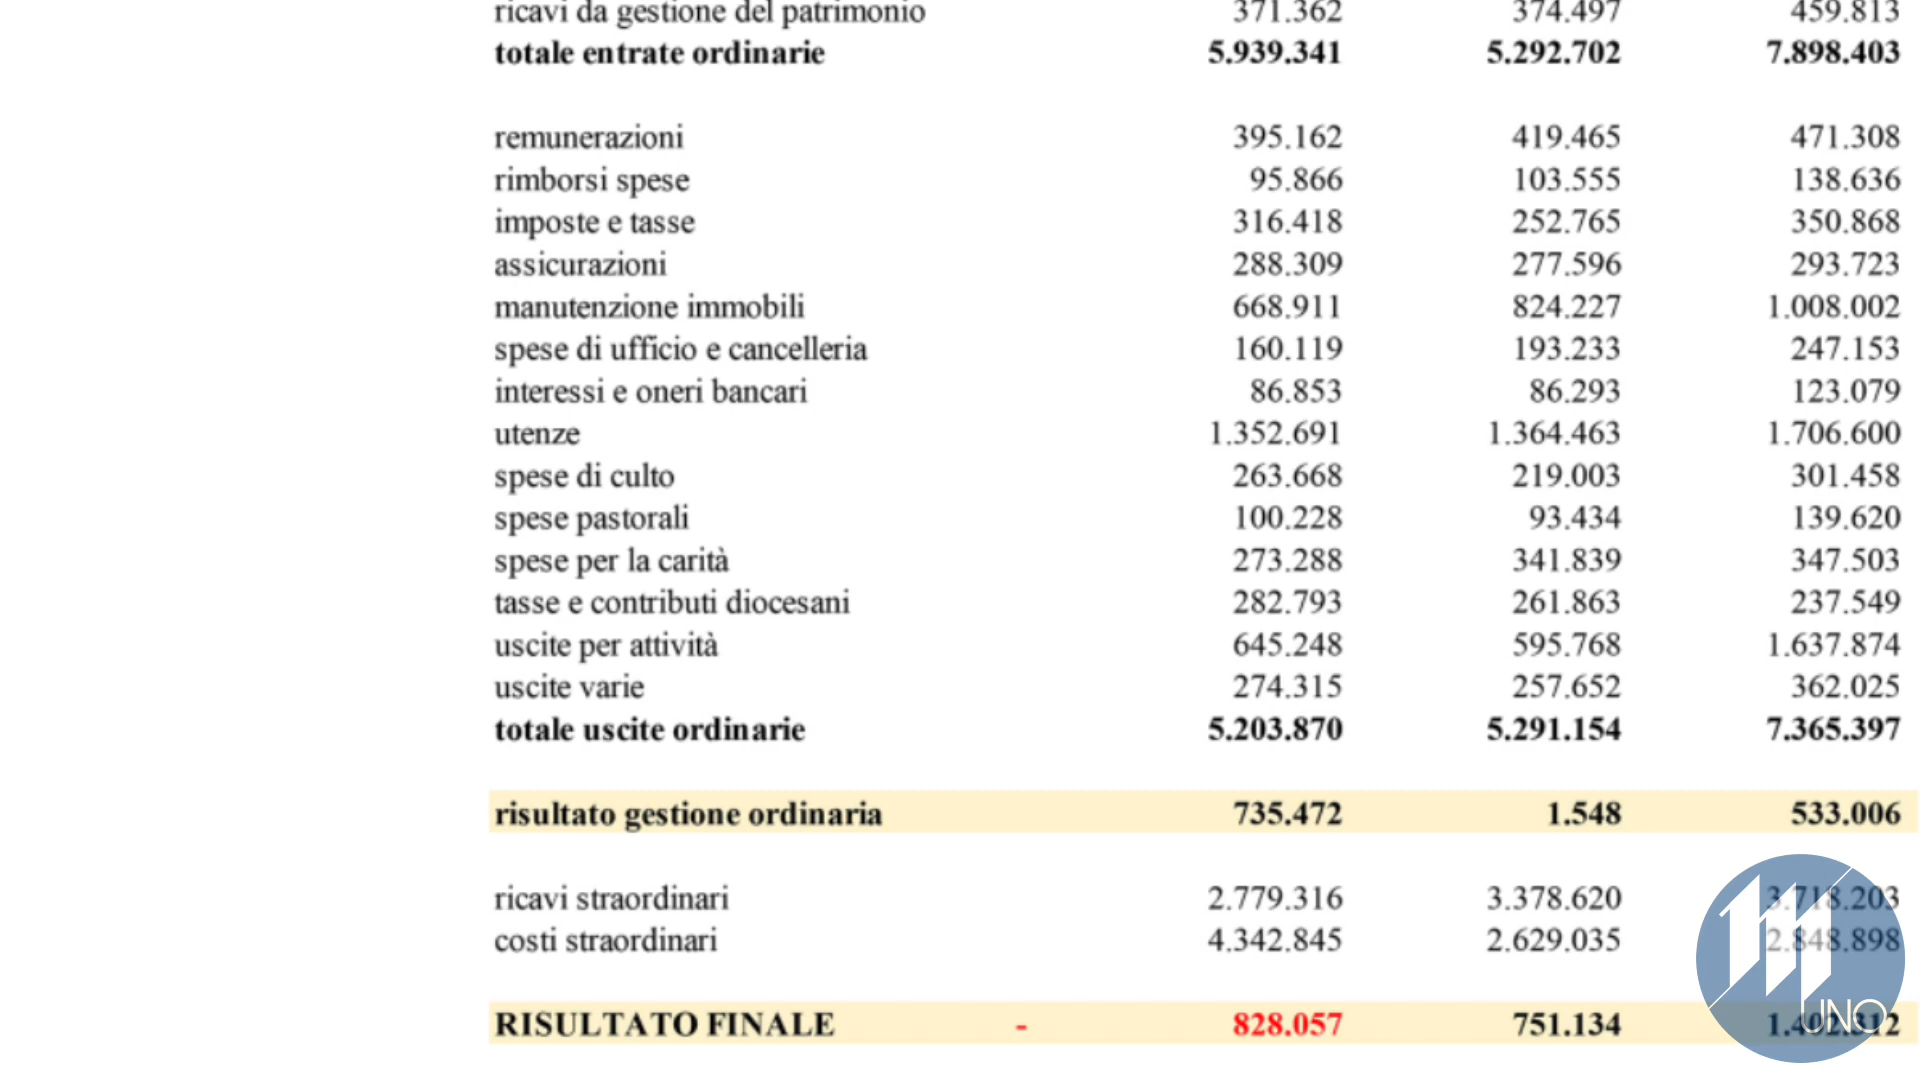 ricavi da gestione del patrimonio 371.362 374.497 459.813
totale entrate ordinarie 5.939.341 5.292.702 7.898.403
remunerazioni 395.162 419.465 471.308
rimborsi spese 95.866 103.555 138.636
imposte e tasse 316.418 252.765 350.868
assicurazioni 288.309 277.596 293.723
manutenzione immobili 668.911 824.227 1.008.002
spese di ufficio e cancelleria 160.119 193.233 247.153
interessi e oneri bancari 86.853 86.293 123.079
utenze 1.352.691 1.364.463 1.706.600
spese di culto 263.668 219.003 301.458
spese pastorali 100.228 93.434 139.620
spese per la carità 273.288 341.839 347.503
tasse e contributi diocesani 282.793 261.863 237.549
uscite per attività 645.248 595.768 1.637.874
uscite varie 274.315 257.652 362.025
totale uscite ordinarie 5.203.870 5.291.154 7.365.397
risultato gestione ordinaria 735.472 1.548 533.006
ricavi straordinari 2.779.316 3.378.620 3.718.203
costi straordinari 4.342.845 2.629.035 2.848.898
RISULTATO FINALE - 828.057 751.134 1.402.312
UNO